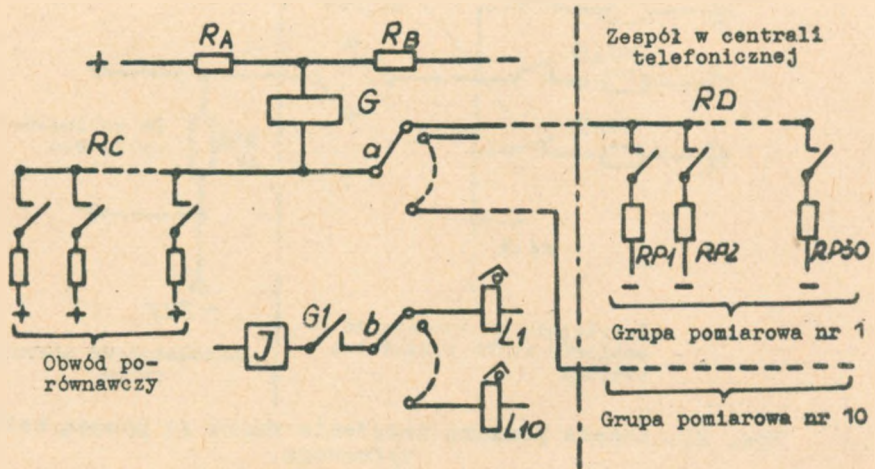 RA
RB
Zespół w centrali
telefonicznej
+
G
RD
RC
a
RP1
RP2
RP30
+
+
+
-
-
-
G1
b
L1
J
Grupa pomiarowa nr 1
Obwód po-
równawczy
L10
Grupa pomiarowa nr 10